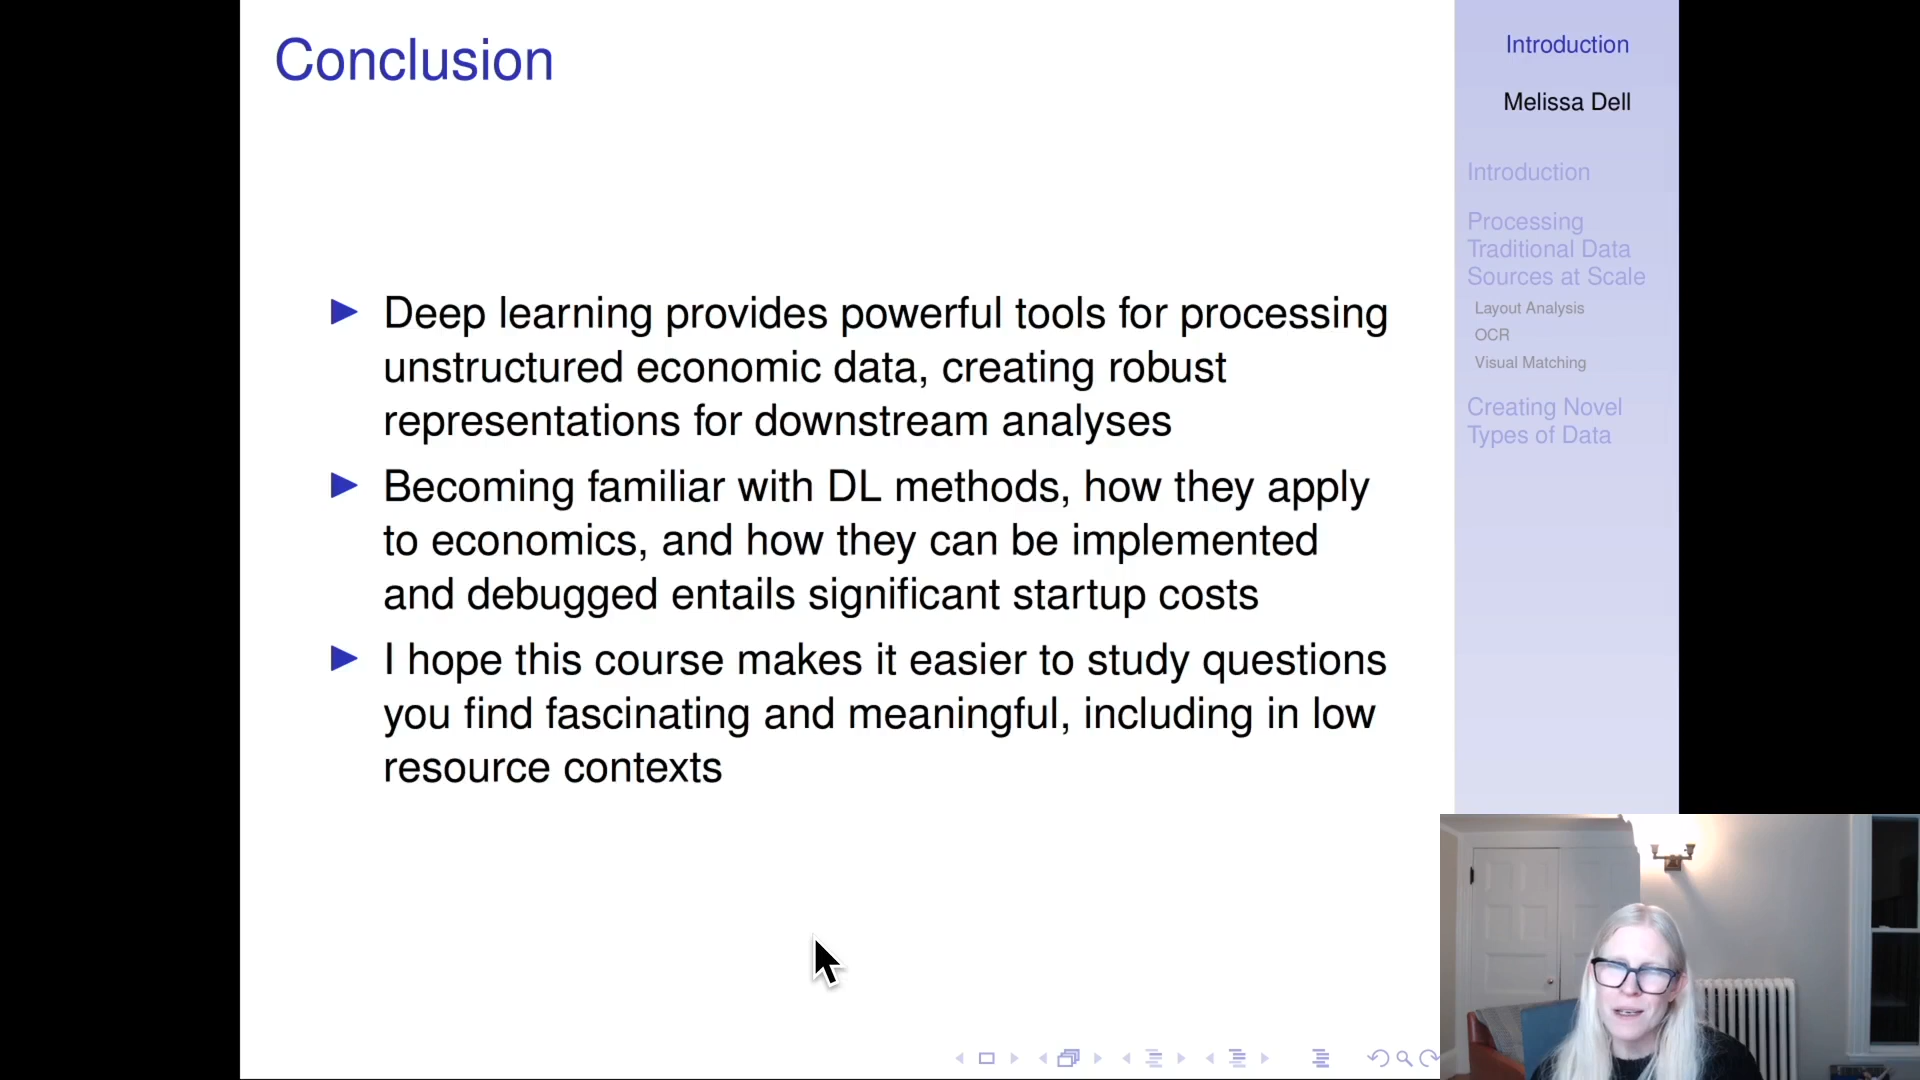 Conclusion
Deep learning provides powerful tools for processing
unstructured economic data, creating robust
representations for downstream analyses
Becoming familiar with DL methods, how they apply
to economics, and how they can be implemented
and debugged entails significant startup costs
I hope this course makes it easier to study questions
you find fascinating and meaningful, including in low
resource contexts
Introduction
Melissa Dell
Introduction
Processing
Traditional Data
Sources at Scale
Layout Analysis
OCR
Visual Matching
Creating Novel
Types of Data